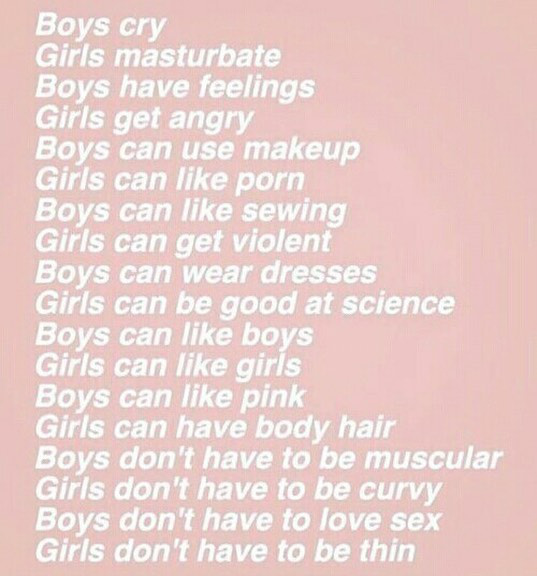 Boys cry
Girls masturbate
Boys have feelings
Girls get angry
Boys can use makeup
Girls can like porn
Boys can like sewing
Girls can get violent
Boys can wear dresses
Girls can be good at science
Boys can like boys
Girls can like girls
Boys can like pink
Girls can have body hair
Boys don't have to be muscular
Girls don't have to be curvy
Boys don't have to love sex
Girls don't have to be thin